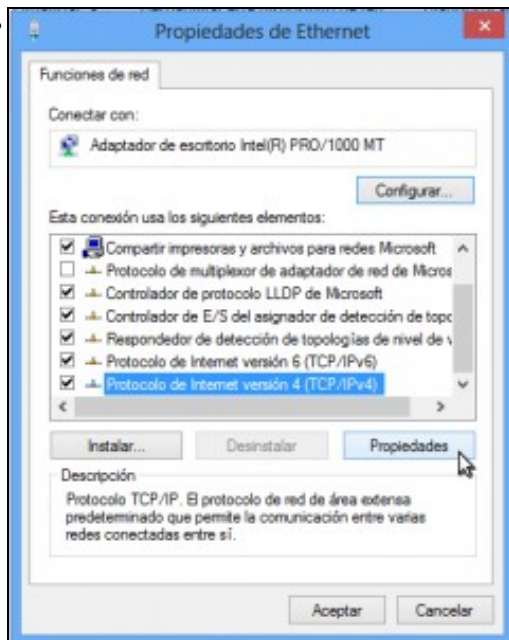 Propiedades de Ethernet
Funciones de red
Conectar con:
Adaptador de escritorio Intel(R) PRO/1000 MT
Configurar...
Esta conexión usa los siguientes elementos:
Compartir impresoras y archivos para redes Microsoft
Protocolo de multiplexor de adaptador de red de Micros
Controlador de protocolo LLDP de Microsoft
Controlador de E/S del asignador de detección de topo
Respondedor de detección de topologías de nivel de v
Protocolo de Internet versión 6 (TCP/IPv6)
Protocolo de Internet versión 4 (TCP/IPv4)
Instalar...
Desinstalar
Propiedades
Descripción
Protocolo TCP/IP. El protocolo de red de área extensa
predeterminado que permite la comunicación entre varias
redes conectadas entre sí.
Aceptar
Cancelar